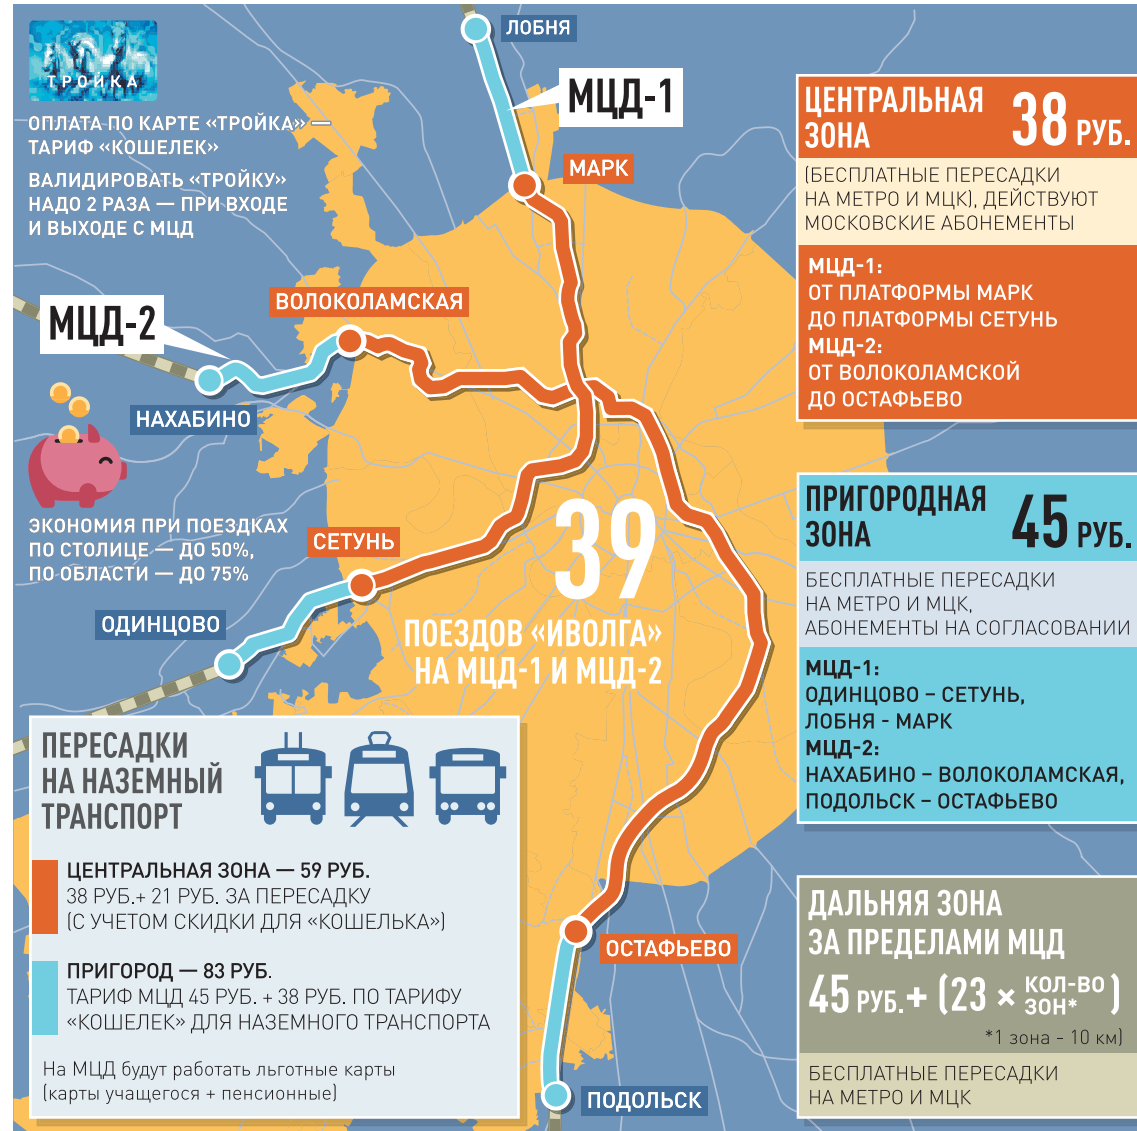 ТРОЙКА
ОПЛАТА ПО КАРТЕ «ТРОЙКА» —
ТАРИФ «КОШЕЛЕК»
ВАЛИДИРОВАТЬ «ТРОЙКУ»
НАДО 2 РАЗА — ПРИ ВХОДЕ
И ВЫХОДЕ С МЦД
ЛОБНЯ
МЦД-1
МАРК
ВОЛОКОЛАМСКАЯ
МЦД-2
НАХАБИНО
ЭКОНОМИЯ ПРИ ПОЕЗДКАХ
ПО СТОЛИЦЕ — ДО 50%,
ПО ОБЛАСТИ — ДО 75%
СЕТУНЬ
ОДИНЦОВО
39
ПОЕЗДОВ «ИВОЛГА»
НА МЦД-1 И МЦД-2
ОСТАФЬЕВО
ПОДОЛЬСК
ПЕРЕСАДКИ
НА НАЗЕМНЫЙ
ТРАНСПОРТ
ЦЕНТРАЛЬНАЯ ЗОНА — 59 РУБ.
38 РУБ.+ 21 РУБ. ЗА ПЕРЕСАДКУ
(С УЧЕТОМ СКИДКИ ДЛЯ «КОШЕЛЬКА»)
ПРИГОРОД — 83 РУБ.
ТАРИФ МЦД 45 РУБ. + 38 РУБ. ПО ТАРИФУ
«КОШЕЛЕК» ДЛЯ НАЗЕМНОГО ТРАНСПОРТА
На МЦД будут работать льготные карты
(карты учащегося + пенсионные)
ЦЕНТРАЛЬНАЯ
ЗОНА
38 РУБ.
(БЕСПЛАТНЫЕ ПЕРЕСАДКИ
НА МЕТРО И МЦК), ДЕЙСТВУЮТ
МОСКОВСКИЕ АБОНЕМЕНТЫ
МЦД-1:
ОТ ПЛАТФОРМЫ МАРК
ДО ПЛАТФОРМЫ СЕТУНЬ
МЦД-2:
ОТ ВОЛОКОЛАМСКОЙ
ДО ОСТАФЬЕВО
ПРИГОРОДНАЯ
ЗОНА
45 РУБ.
БЕСПЛАТНЫЕ ПЕРЕСАДКИ
НА МЕТРО И МЦК,
АБОНЕМЕНТЫ НА СОГЛАСОВАНИИ
МЦД-1:
ОДИНЦОВО – СЕТУНЬ,
ЛОБНЯ - МАРК
МЦД-2:
НАХАБИНО – ВОЛОКОЛАМСКАЯ,
ПОДОЛЬСК – ОСТАФЬЕВО
ДАЛЬНЯЯ ЗОНА
ЗА ПРЕДЕЛАМИ МЦД
45 РУБ.+ (23 × КОЛ-ВО
ЗОН*)
*1 зона - 10 км)
БЕСПЛАТНЫЕ ПЕРЕСАДКИ
НА МЕТРО И МЦК